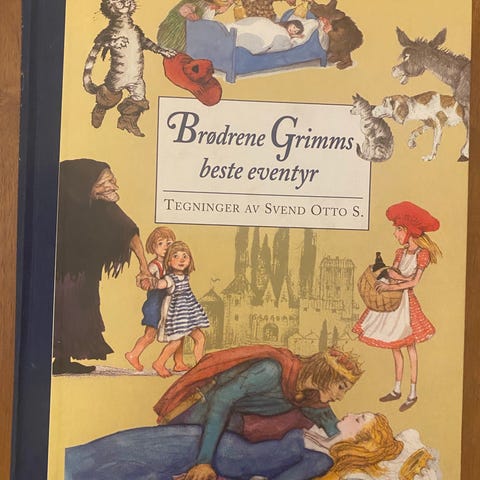 Brødrene Grimms
beste eventyr
Tegninger av Svend Otto S.